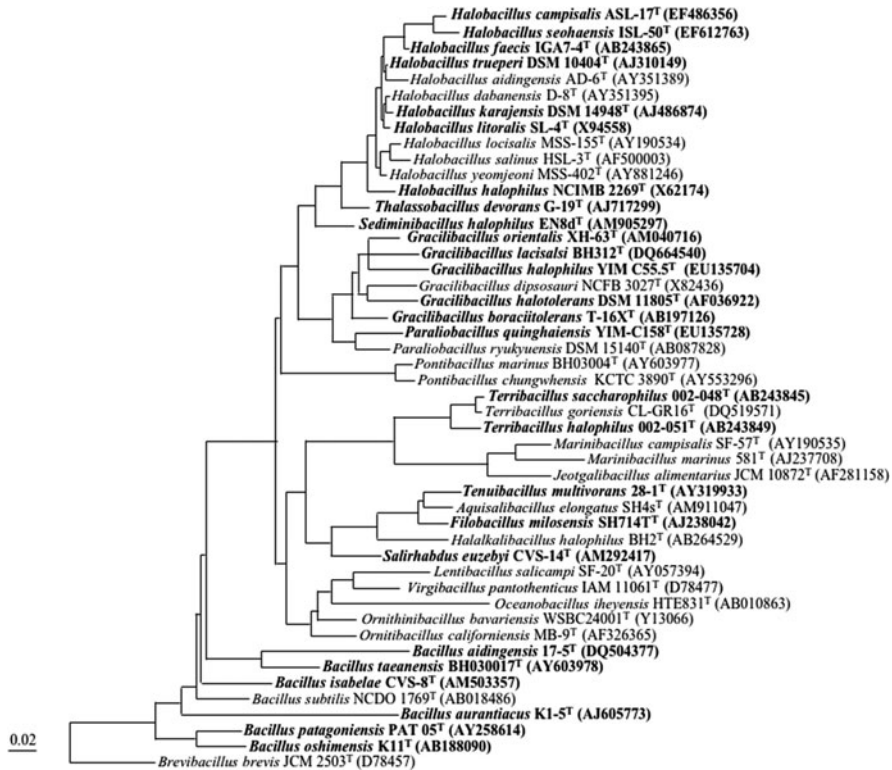 Halobacillus campisalis ASL-17ᵀ (EF486356)
Halobacillus seohaensis ISL-50ᵀ (EF612763)
Halobacillus faecis IGA7-4ᵀ (AB243865)
Halobacillus trueperi DSM 10404ᵀ (AJ310149)
Halobacillus aidingensis AD-6ᵀ (AY351389)
Halobacillus dabanensis D-8ᵀ (AY351395)
Halobacillus karajensis DSM 14948ᵀ (AJ486874)
Halobacillus litoralis SL-4ᵀ (X94558)
Halobacillus locisalis MSS-155ᵀ (AY190534)
Halobacillus salinus HSL-3ᵀ (AF500003)
Halobacillus yeomjeoni MSS-402ᵀ (AY881246)
Halobacillus halophilus NCIMB 2269ᵀ (X62174)
Thalassobacillus devorans G-19ᵀ (AJ717299)
Sediminibacillus halophilus EN8dᵀ (AM905297)
Gracilibacillus orientalis XH-63ᵀ (AM040716)
Gracilibacillus lacisalsi BH312ᵀ (DQ664540)
Gracilibacillus halophilus YIM C55.5ᵀ (EU135704)
Gracilibacillus dipsosauri NCFB 3027ᵀ (X82436)
Gracilibacillus halotolerans DSM 11805ᵀ (AF036922)
Gracilibacillus boraciitolerans T-16Xᵀ (AB197126)
Paraliobacillus quinghaiensis YIM-C158ᵀ (EU135728)
Paraliobacillus ryukyuensis DSM 15140ᵀ (AB087828)
Pontibacillus marinus BH03004ᵀ (AY603977)
Pontibacillus chungwhensis KCTC 3890ᵀ (AY553296)
Terribacillus saccharophilus 002-048ᵀ (AB243845)
Terribacillus goriensis CL-GR16ᵀ (DQ519571)
Terribacillus halophilus 002-051ᵀ (AB243849)
Marinibacillus campisalis SF-57ᵀ (AY190535)
Marinibacillus marinus 581ᵀ (AJ237708)
Jeotgalibacillus alimentarius JCM 10872ᵀ (AF281158)
Tenuibacillus multivorans 28-1ᵀ (AY319933)
Aquisalibacillus elongatus SH4sᵀ (AM911047)
Filobacillus milosensis SH714Tᵀ (AJ238042)
Halalkalibacillus halophilus BH2ᵀ (AB264529)
Salirhabdus euzebyi CVS-14ᵀ (AM292417)
Lentibacillus salicampi SF-20ᵀ (AY057394)
Virgibacillus pantothenticus IAM 11061ᵀ (D78477)
Oceanobacillus iheyensis HTE831ᵀ (AB010863)
Ornithinibacillus bavariensis WSBC24001ᵀ (Y13066)
Ornitibacillus californiensis MB-9ᵀ (AF326365)
Bacillus aidingensis 17-5ᵀ (DQ504377)
Bacillus taeanensis BH030017ᵀ (AY603978)
Bacillus isabelae CVS-8ᵀ (AM503357)
Bacillus subtilis NCDO 1769ᵀ (AB018486)
Bacillus aurantiacus K1-5ᵀ (AJ605773)
Bacillus patagoniensis PAT 05ᵀ (AY258614)
0.02
Bacillus oshimensis K11ᵀ (AB188090)
Brevibacillus brevis JCM 2503ᵀ (D78457)